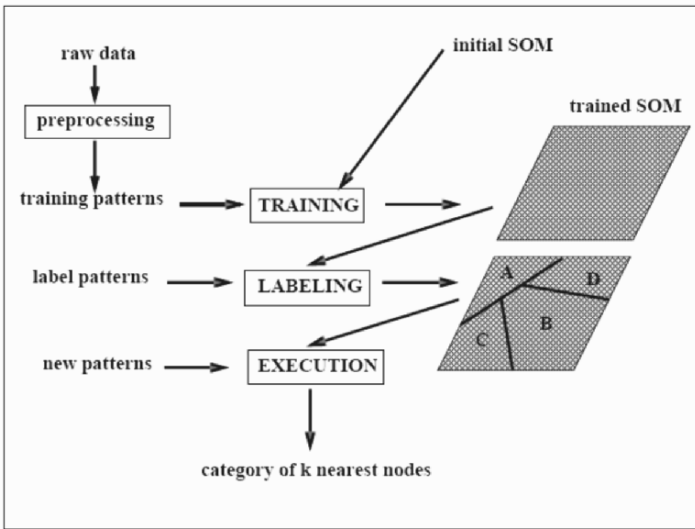 raw data
initial SOM
preprocessing
trained SOM
training patterns
TRAINING
label patterns
LABELING
A
D
C
B
new patterns
EXECUTION
category of k nearest nodes